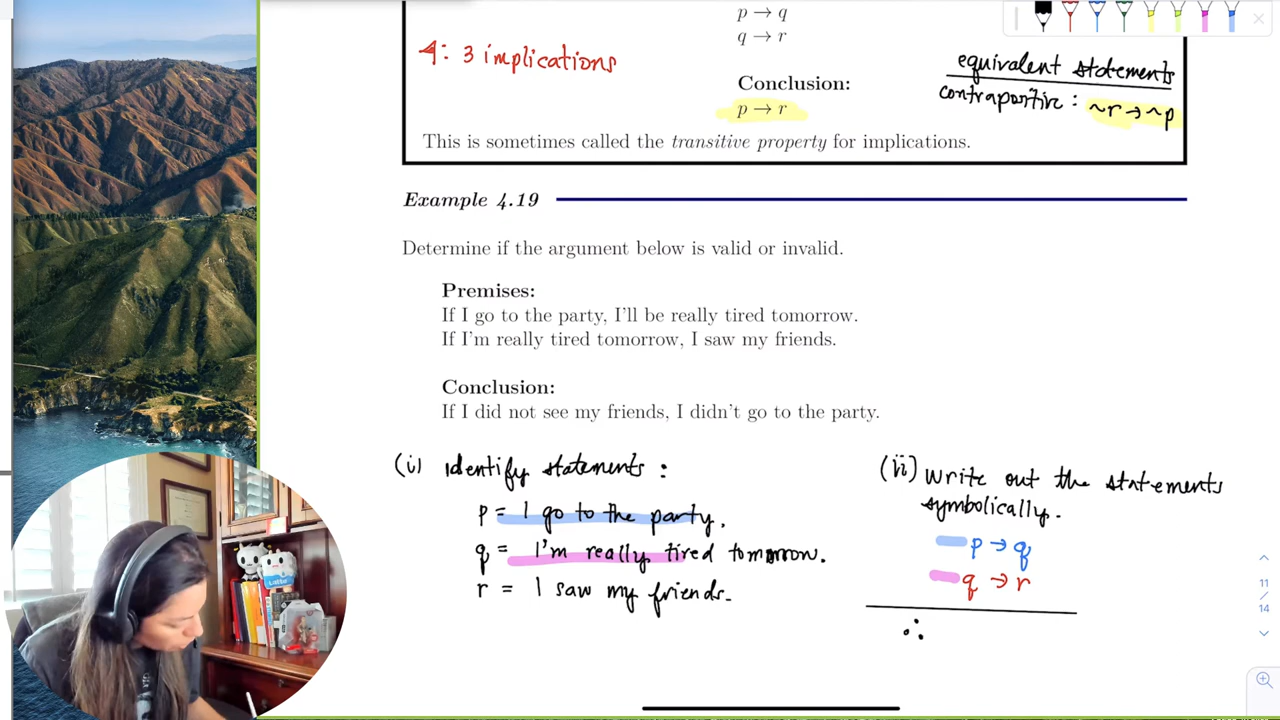 p → q
q → r
4: 3 implications
Conclusion:
p → r
equivalent statements
contrapositive : ~r → ~p
This is sometimes called the transitive property for implications.
Example 4.19
Determine if the argument below is valid or invalid.
Premises:
If I go to the party, I'll be really tired tomorrow.
If I'm really tired tomorrow, I saw my friends.
Conclusion:
If I did not see my friends, I didn't go to the party.
(i) Identify statements :
p = I go to the party.
q = I'm really tired tomorrow.
r = I saw my friends.
(ii) Write out the statements
symbolically.
p → q
q → r
∴
11
14